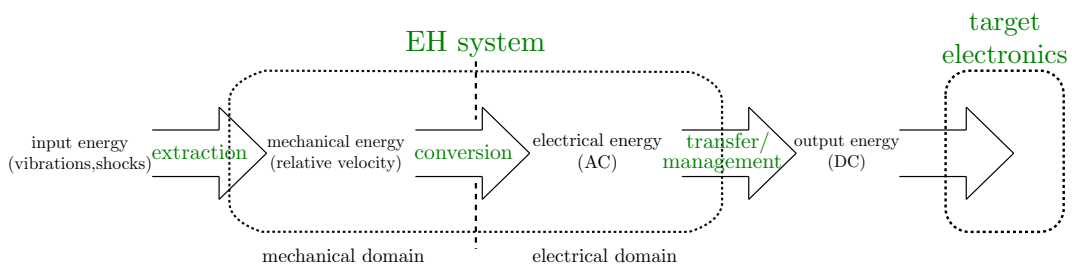 target
electronics
EH system
input energy
(vibrations,shocks)
extraction
mechanical energy
(relative velocity)
conversion
electrical energy
(AC)
transfer/
management
output energy
(DC)
mechanical domain
electrical domain